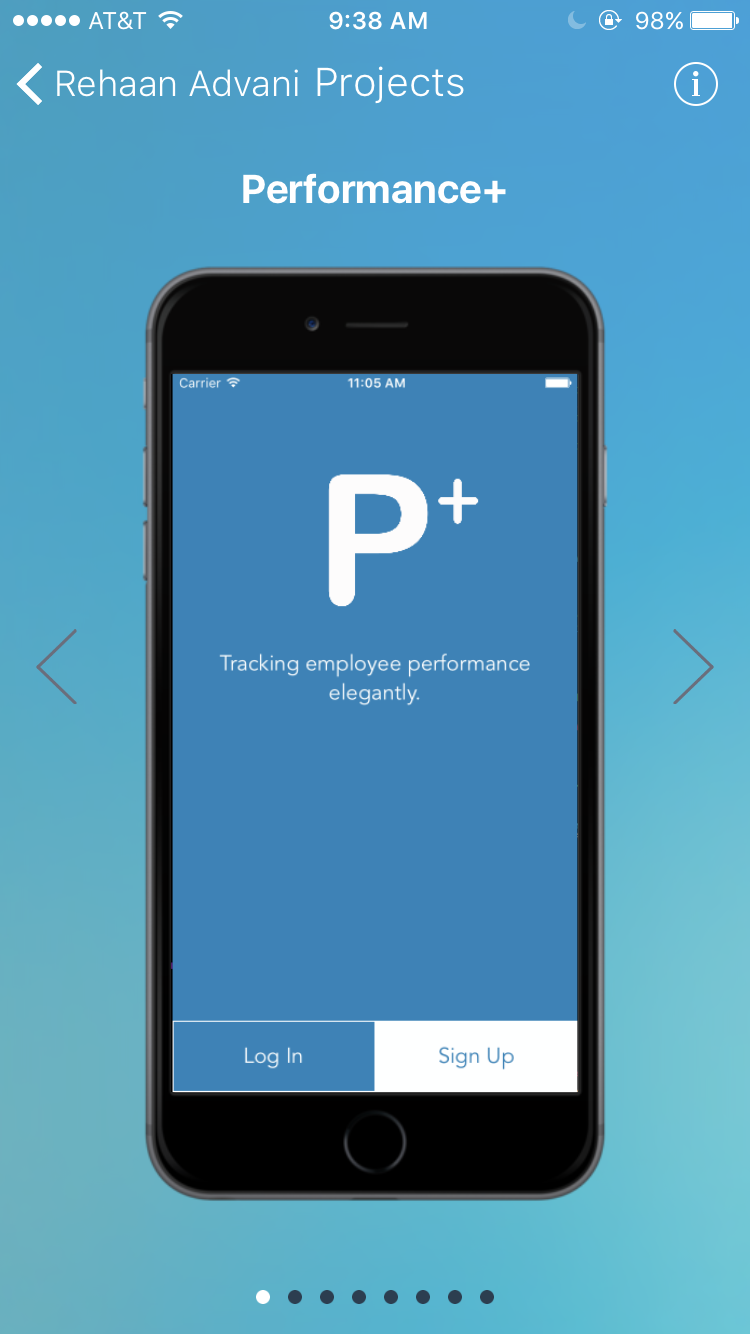 AT&T 9:38 AM 98%
Rehaan Advani Projects
Performance+
Carrier 11:05 AM
P+
Tracking employee performance
elegantly.
Log In Sign Up